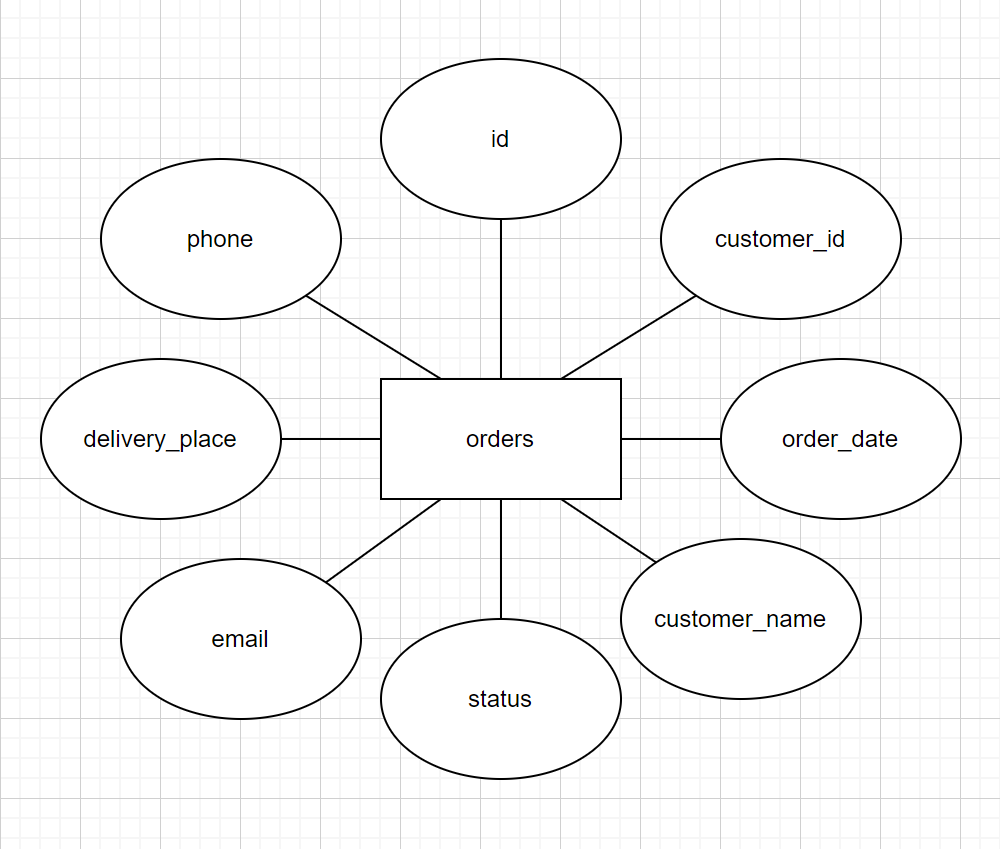 id
phone
customer_id
delivery_place
orders
order_date
customer_name
email
status